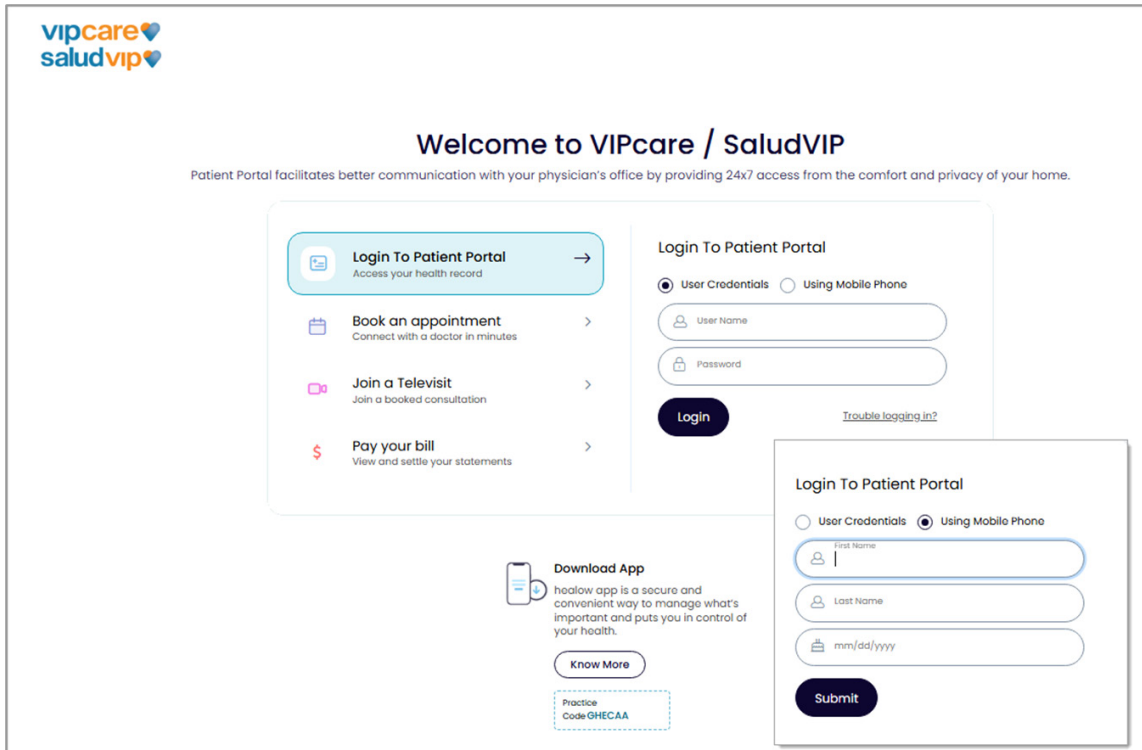 vipcare
saludvip
Welcome to VIPcare / SaludVIP
Patient Portal facilitates better communication with your physician's office by providing 24x7 access from the comfort and privacy of your home.
Login To Patient Portal
Access your health record
Book an appointment
Connect with a doctor in minutes
Join a Televisit
Join a booked consultation
Pay your bill
View and settle your statements
Login To Patient Portal
User Credentials
Using Mobile Phone
User Name
Password
Login
Trouble logging in?
Login To Patient Portal
User Credentials
Using Mobile Phone
First Name
Last Name
mm/dd/yyyy
Submit
Download App
healow app is a secure and
convenient way to manage what's
important and puts you in control of
your health.
Know More
Practice
Code GHECAA